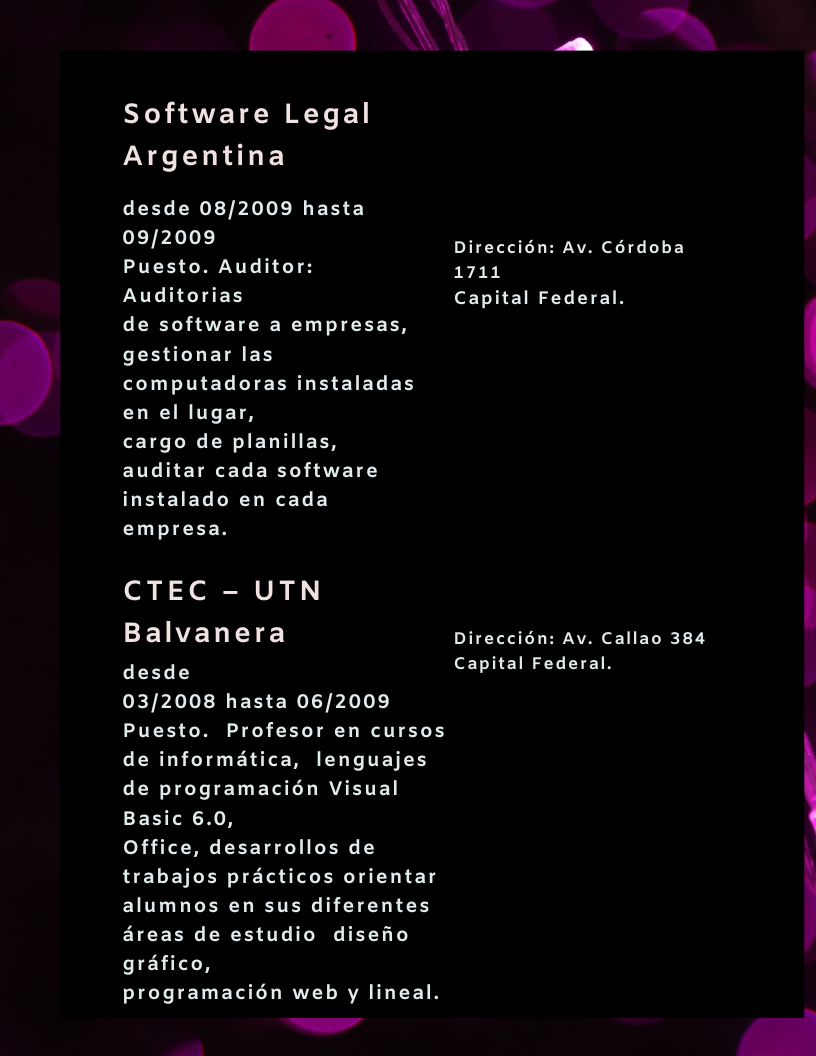 Software Legal
Argentina
desde 08/2009 hasta
09/2009
Puesto. Auditor:
Auditorias
de software a empresas,
gestionar las
computadoras instaladas
en el lugar,
cargo de planillas,
auditar cada software
instalado en cada
empresa.
Dirección: Av. Córdoba
1711
Capital Federal.
CTEC – UTN
Balvanera
desde
03/2008 hasta 06/2009
Puesto.  Profesor en cursos
de informática,  lenguajes
de programación Visual
Basic 6.0,
Office, desarrollos de
trabajos prácticos orientar
alumnos en sus diferentes
áreas de estudio  diseño
gráfico,
programación web y lineal.
Dirección: Av. Callao 384
Capital Federal.